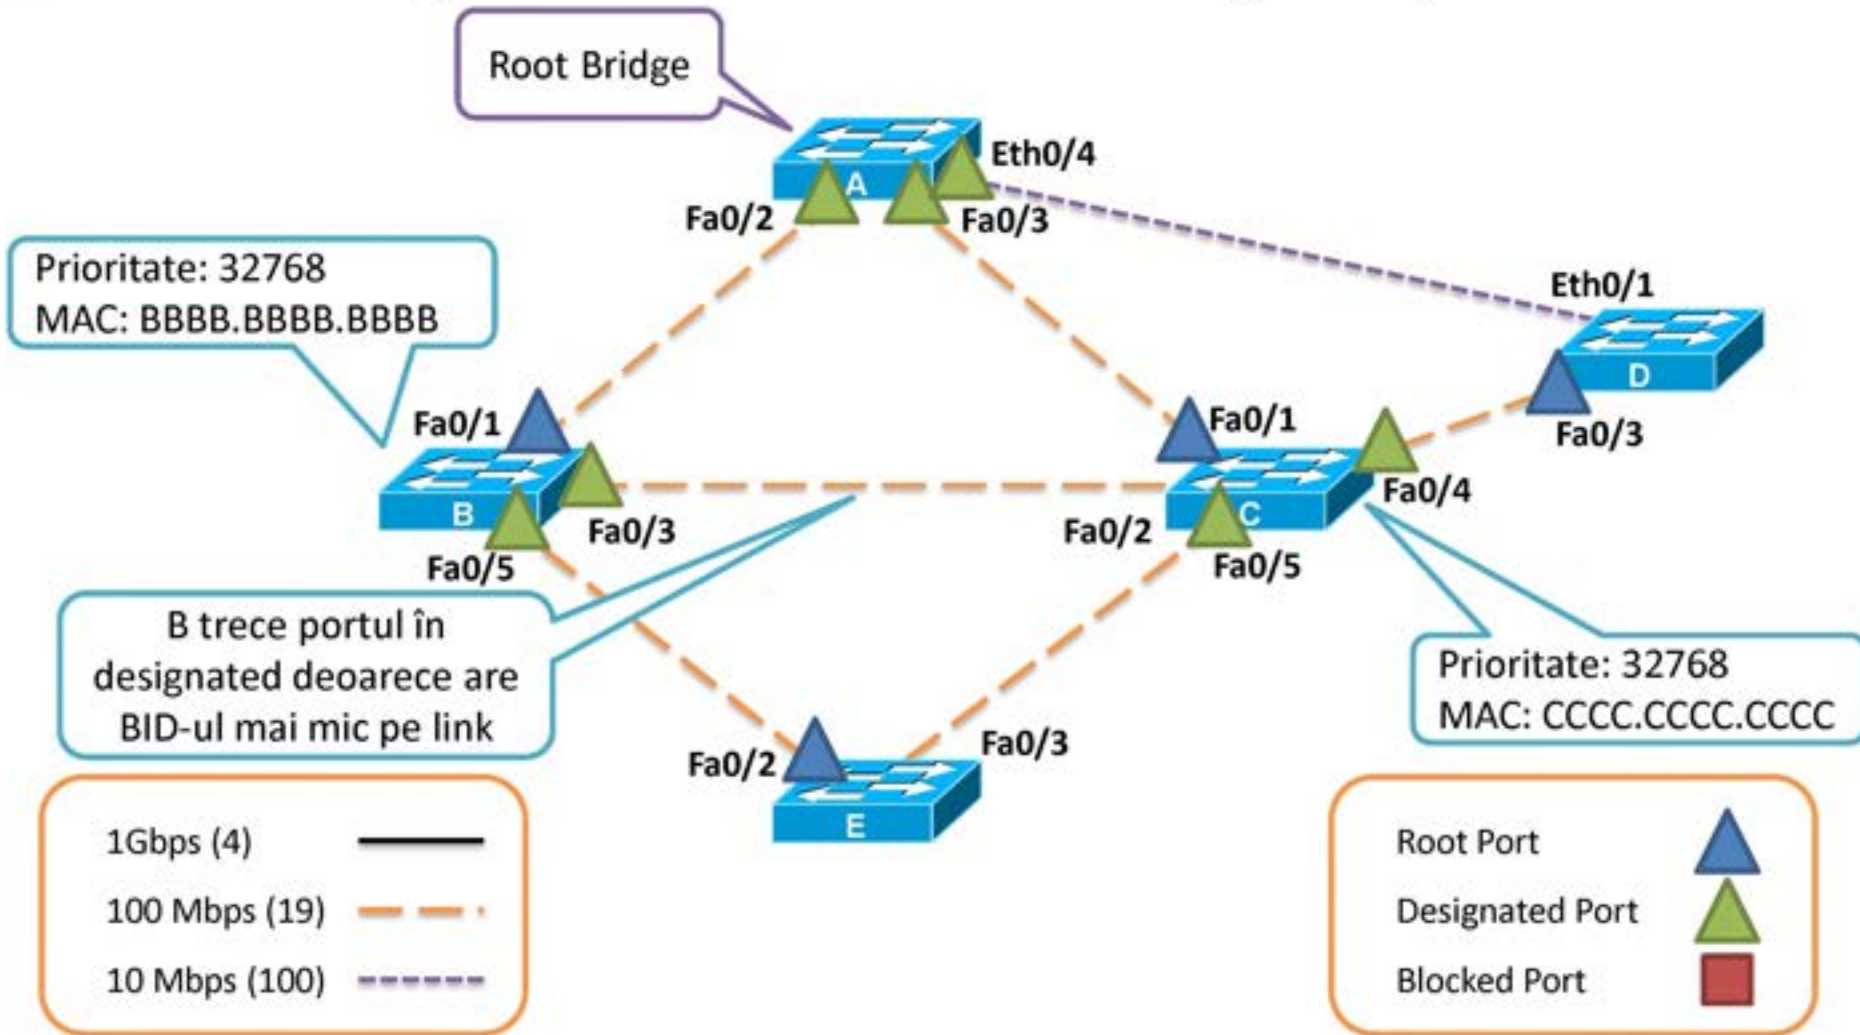 Root Bridge
A
Eth0/4
Fa0/2
Fa0/3
Prioritate: 32768
MAC: BBBB.BBBB.BBBB
Eth0/1
D
Fa0/3
Fa0/1
B
Fa0/3
Fa0/5
Fa0/1
C
Fa0/4
Fa0/2
Fa0/5
B trece portul în
designated deoarece are
BID-ul mai mic pe link
Prioritate: 32768
MAC: CCCC.CCCC.CCCC
Fa0/2
Fa0/3
E
1Gbps (4)
100 Mbps (19)
10 Mbps (100)
Root Port
Designated Port
Blocked Port